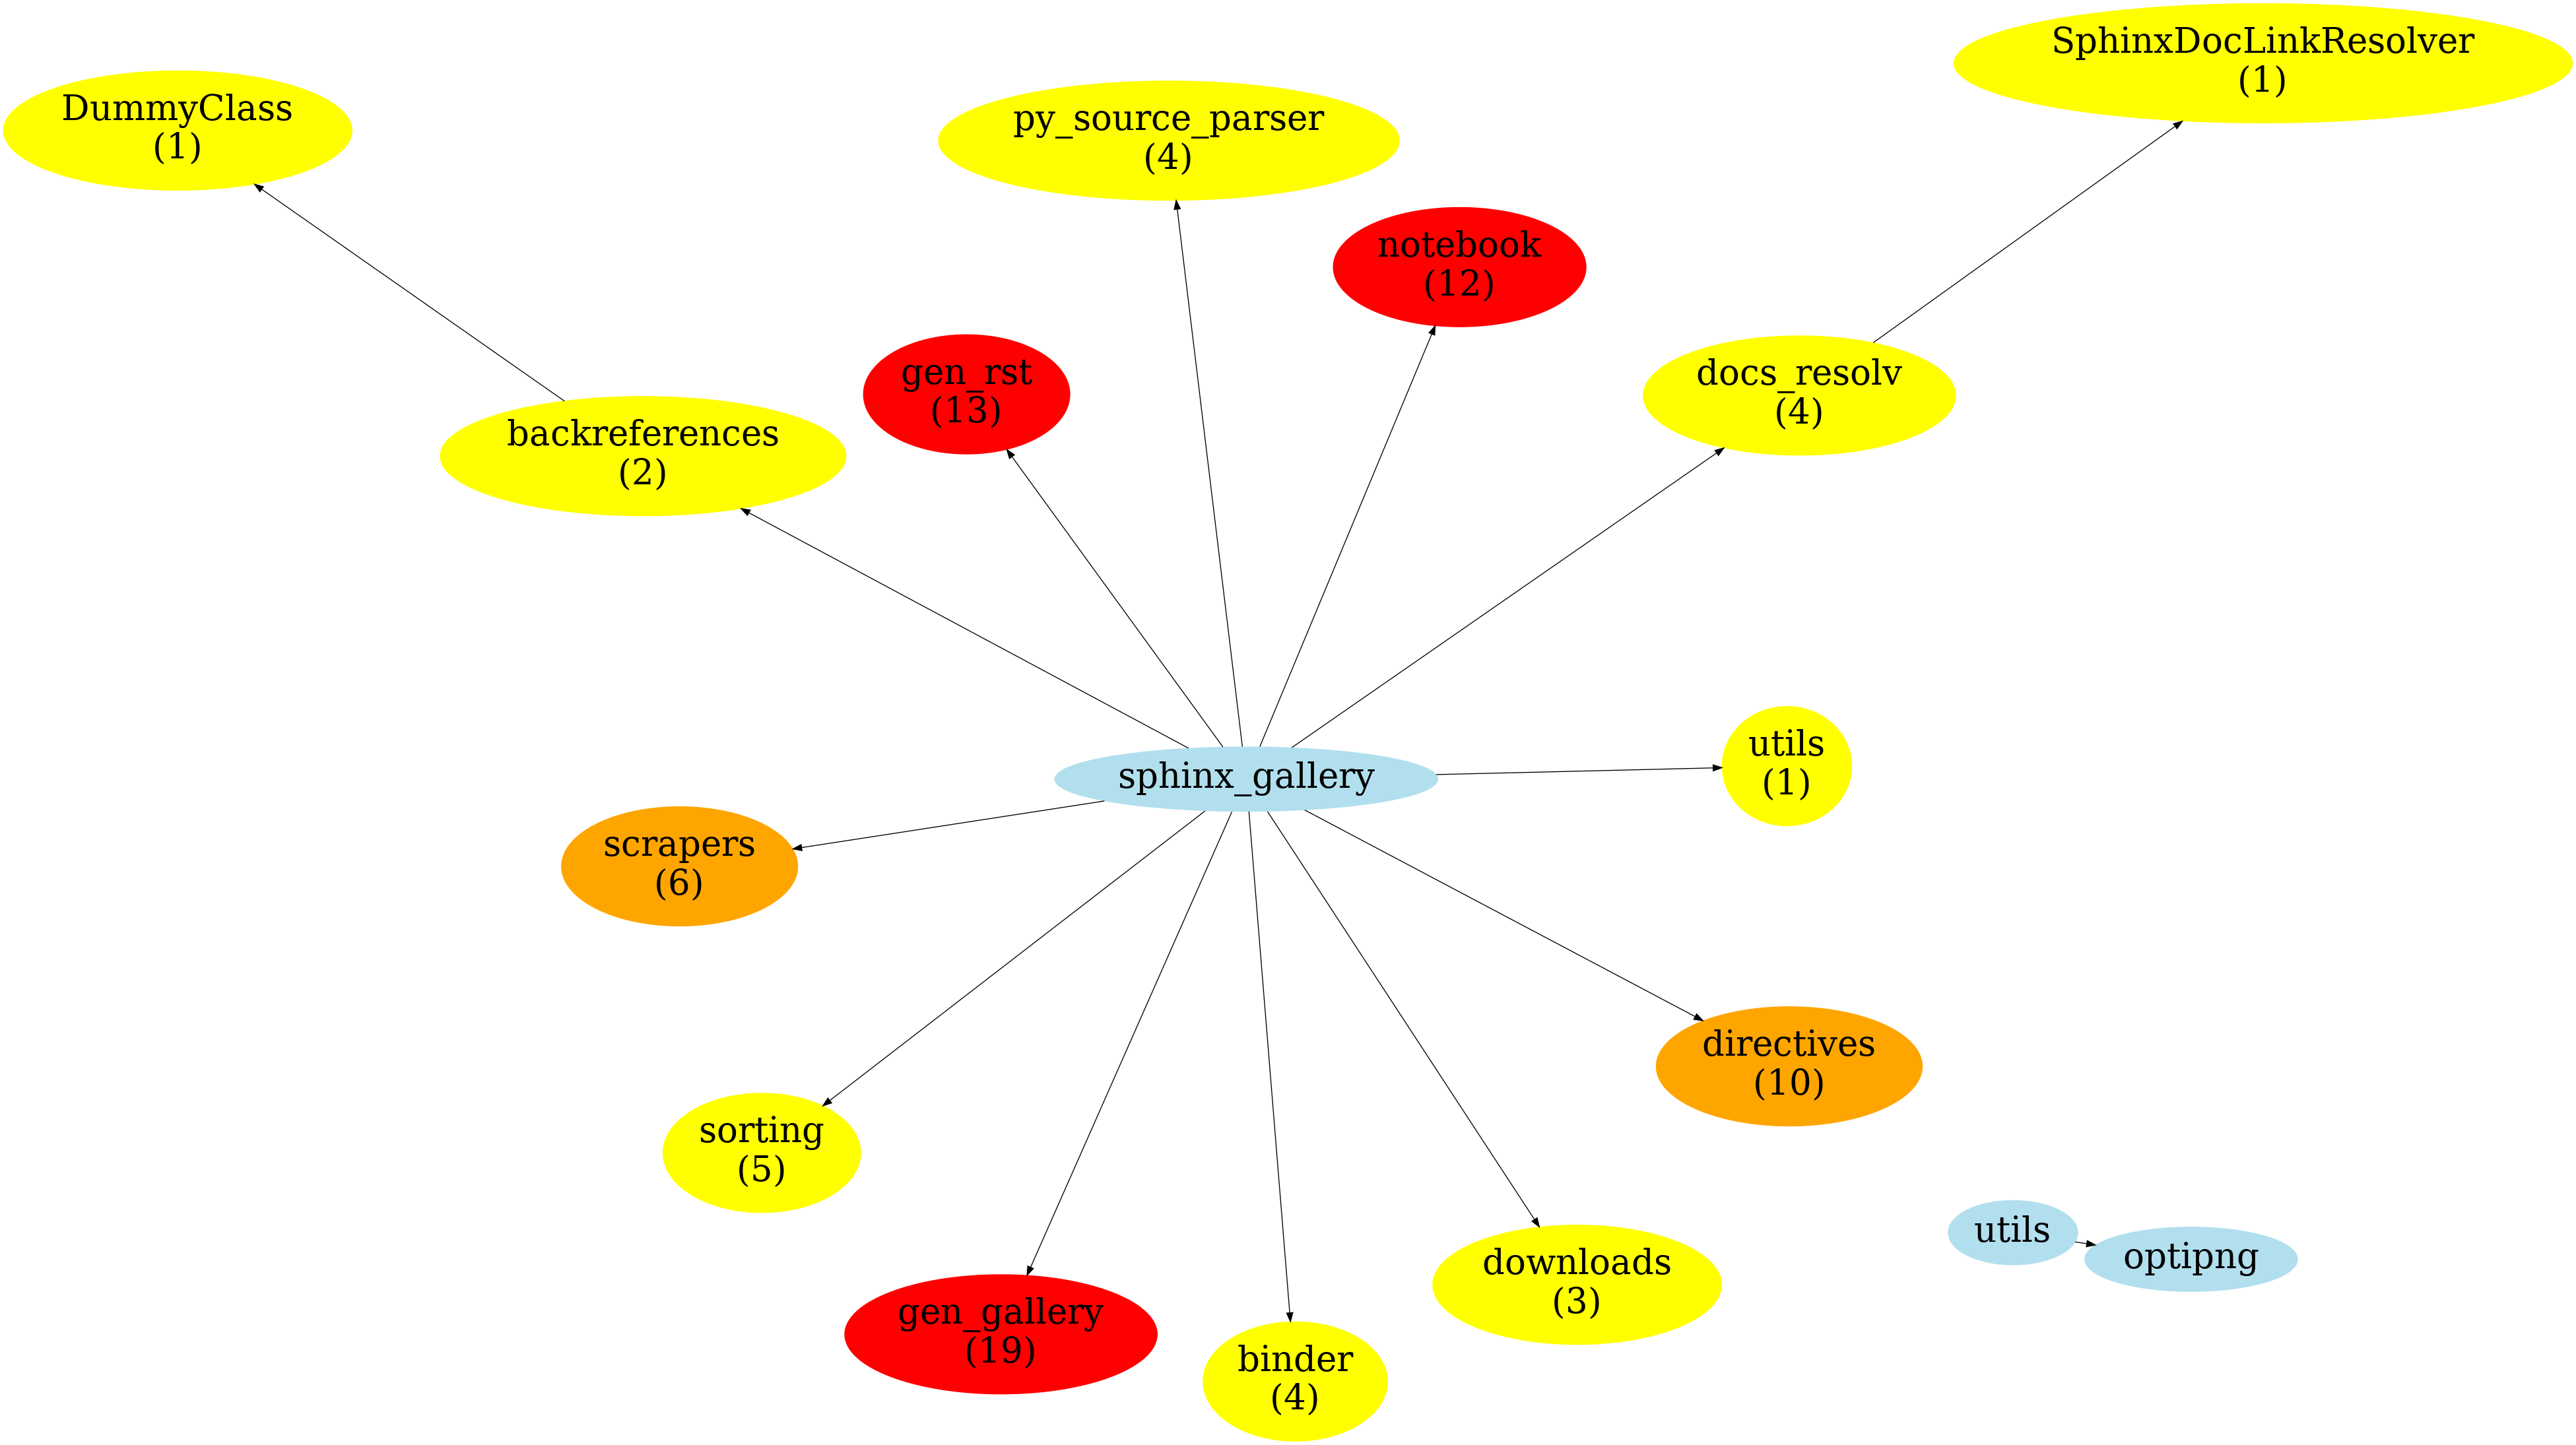 SphinxDocLinkResolver
(1)
DummyClass
(1)
py_source_parser
(4)
notebook
(12)
gen_rst
(13)
docs_resolv
(4)
backreferences
(2)
utils
(1)
sphinx_gallery
scrapers
(6)
directives
(10)
sorting
(5)
utils
optipng
downloads
(3)
gen_gallery
(19)
binder
(4)